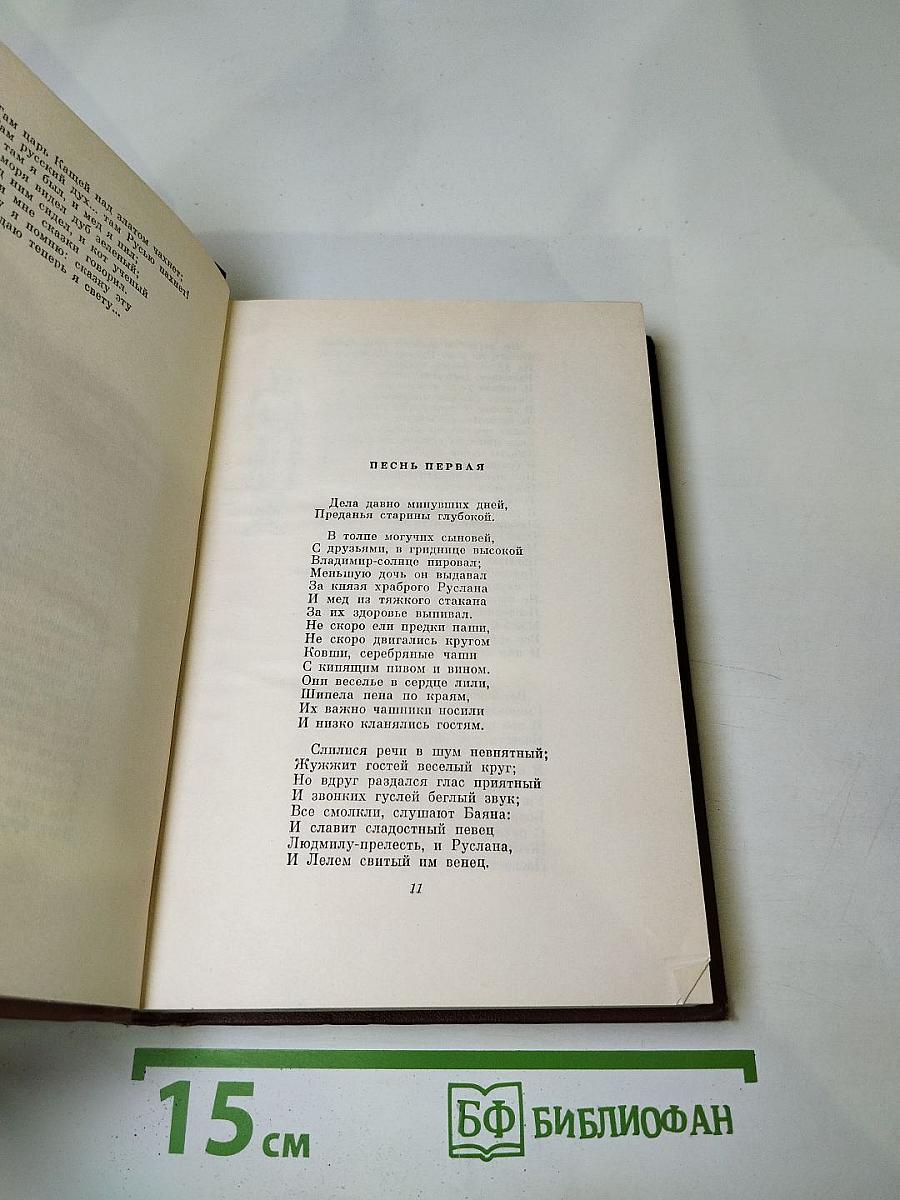 Там царь Кащей над златом чахнет;
там русский дух... там Русью пахнет!
там я был, и мед я пил;
моря видел дуб зеленый;
ним сидел, и кот ученый
мне сказки говорил.
я помню: сказку эту
теперь я свету...
ПЕСНЬ ПЕРВАЯ
Дела давно минувших дней,
Преданья старины глубокой.
В толпе могучих сыновей,
С друзьями, в гриднице высокой
Владимир-солнце пировал;
Меньшую дочь он выдавал
За князя храброго Руслана
И мед из тяжкого стакана
За их здоровье выпивал.
Не скоро ели предки наши,
Не скоро двигались кругом
Ковши, серебряные чаши
С кипящим пивом и вином.
Они веселье в сердце лили,
Шипела пена по краям,
Их важно чашники носили
И низко кланялись гостям.
Слилися речи в шум невнятный;
Жужжит гостей веселый круг;
Но вдруг раздался глас приятный
И звонких гуслей беглый звук;
Все смолкли, слушают Баяна:
И славит сладостный певец
Людмилу-прелесть, и Руслана,
И Лелем свитый им венец.
11
15 см
БФ БИБЛИОФАН